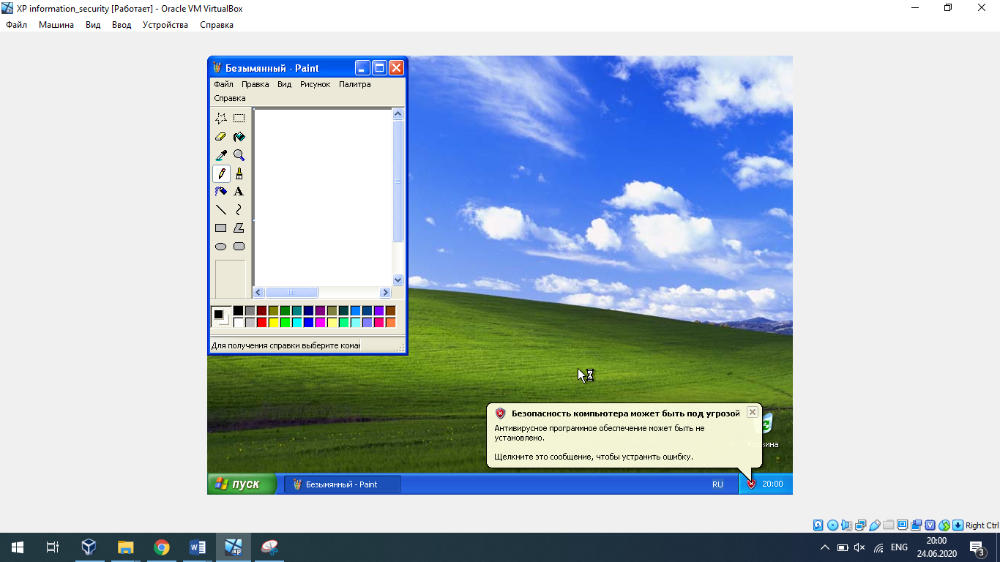 XP information_security [Работает] - Oracle VM VirtualBox
Файл Машина Вид Ввод Устройства Справка
Безымянный - Paint
Файл Правка Вид Рисунок Палитра
Справка
A
Для получения справки выберите коман
Безопасность компьютера может быть под угрозой
Антивирусное программное обеспечение может быть не
установлено.
Щелкните это сообщение, чтобы устранить ошибку.
Корзина
пуск
Безымянный - Paint
RU
20:00
Right Ctrl
W
xp
ENG
20:00
24.06.2020
3